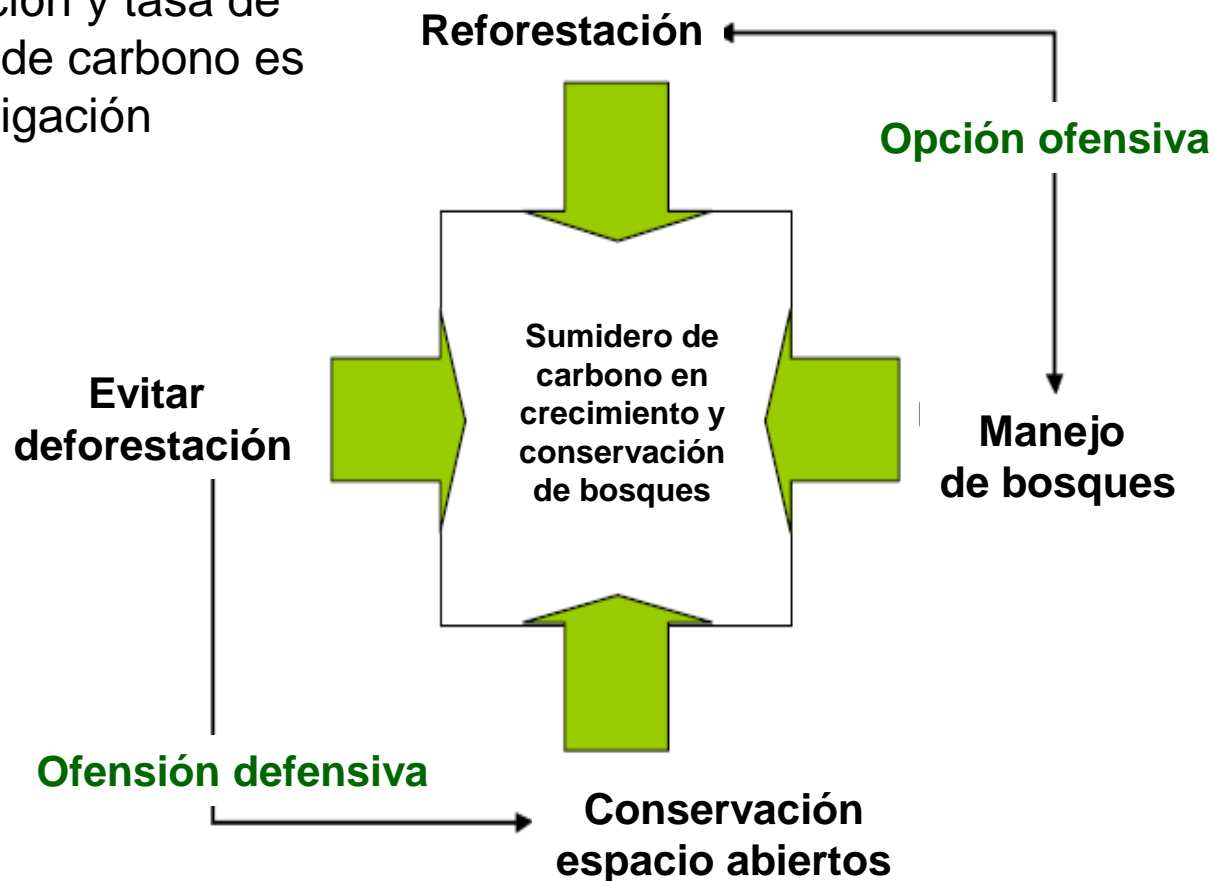 ción y tasa de
de carbono es
igación
Reforestación
Opción ofensiva
Sumidero de
carbono en
crecimiento y
conservación
de bosques
Evitar
deforestación
Manejo
de bosques
Ofensión defensiva
Conservación
espacio abiertos